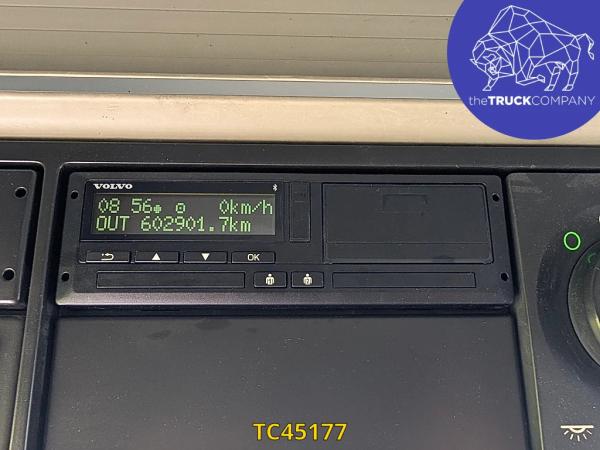 theTRUCKCOMPANY
VOLVO
08 56 0km/h
OUT 602901.7km
OK
TC45177